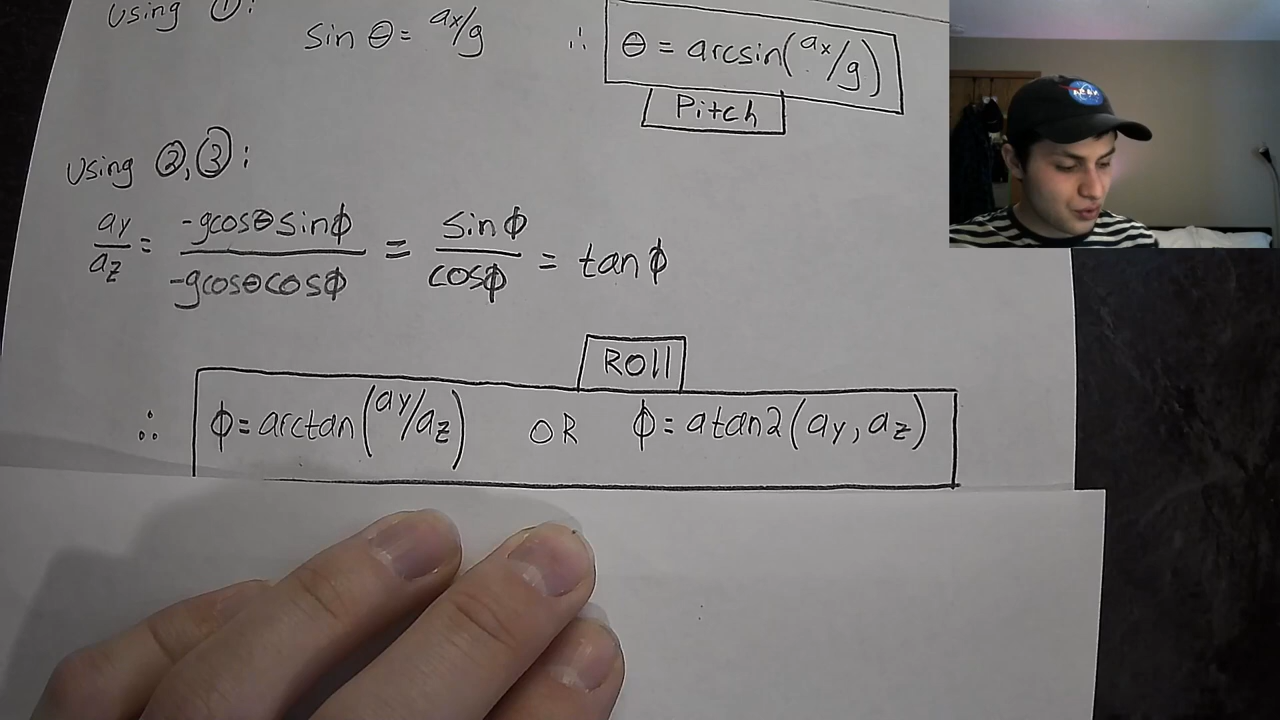 Using ①:
sin θ = ax/g ∴ θ = arcsin(ax/g)
Pitch
Using ②,③:
ay/az = -gcosθsinϕ/-gcosθcosϕ = sinϕ/cosϕ = tanϕ
Roll
∴ ϕ = arctan(ay/az) OR ϕ = atan2(ay, az)
NASA